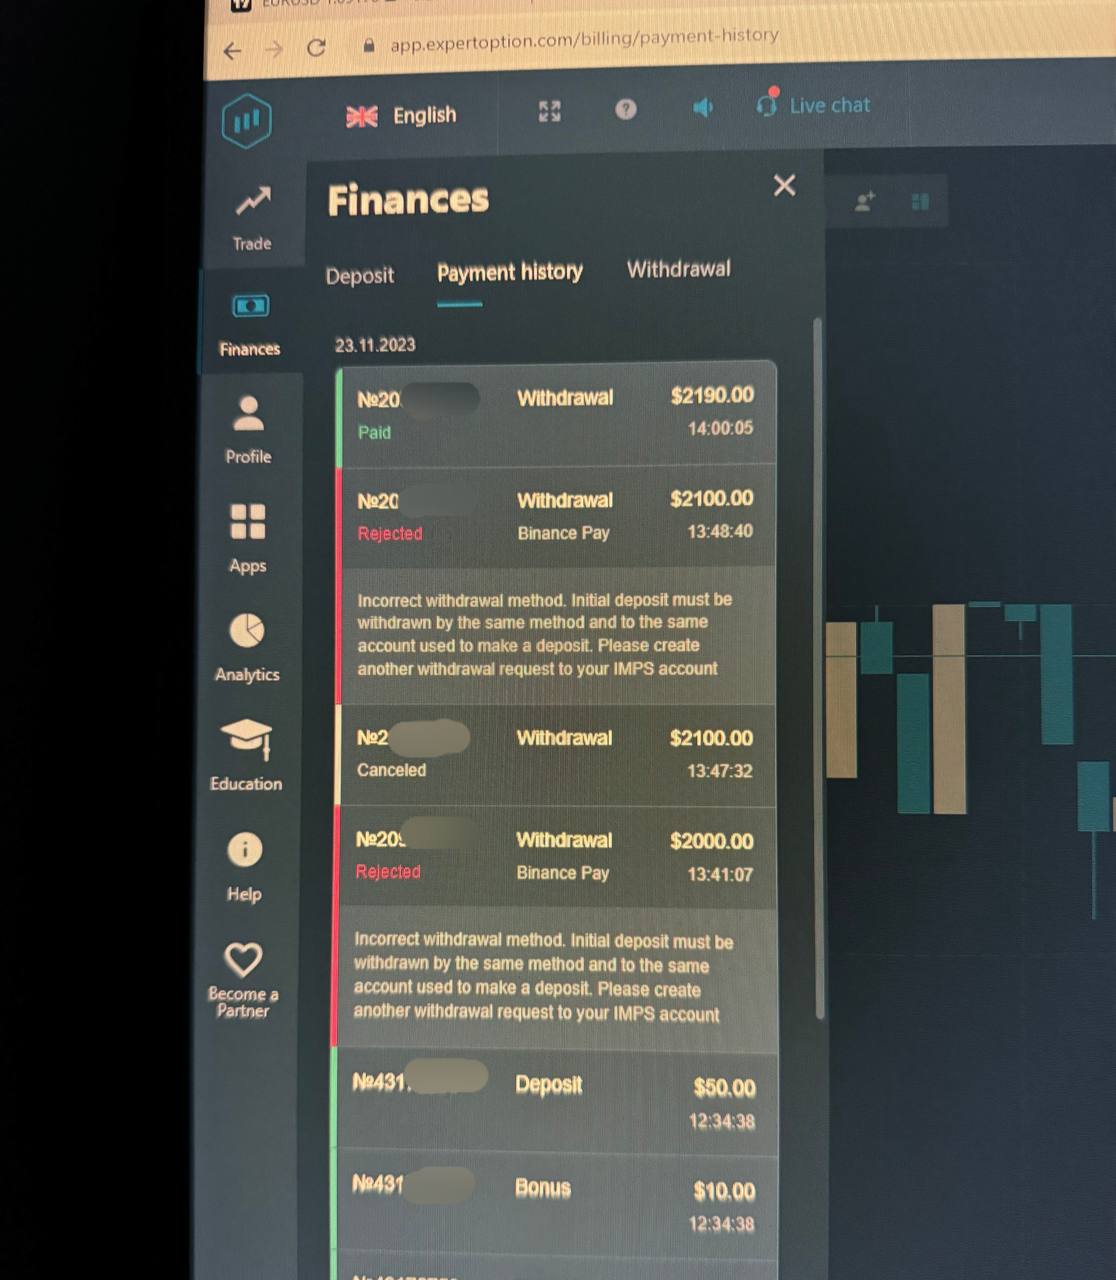 app.expertoption.com/billing/payment-history
English
Live chat
Trade
Finances
Profile
Apps
Analytics
Education
Help
Become a
Partner
Finances
Deposit Payment history Withdrawal
23.11.2023
№20 Withdrawal $2190.00
Paid 14:00:05
№20 Withdrawal $2100.00
Rejected Binance Pay 13:48:40
Incorrect withdrawal method. Initial deposit must be
withdrawn by the same method and to the same
account used to make a deposit. Please create
another withdrawal request to your IMPS account
№2 Withdrawal $2100.00
Canceled 13:47:32
№20 Withdrawal $2000.00
Rejected Binance Pay 13:41:07
Incorrect withdrawal method. Initial deposit must be
withdrawn by the same method and to the same
account used to make a deposit. Please create
another withdrawal request to your IMPS account
№431 Deposit $50.00
12:34:38
№431 Bonus $10.00
12:34:38